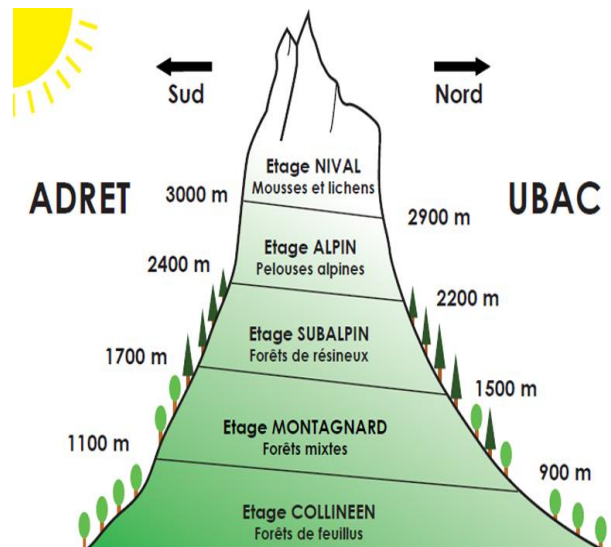 Sud
Nord
Etage NIVAL
Mousses et lichens
ADRET
3000 m
2900 m
UBAC
Etage ALPIN
Pelouses alpines
2400 m
2200 m
Etage SUBALPIN
Forêts de résineux
1700 m
1500 m
Etage MONTAGNARD
Forêts mixtes
1100 m
900 m
Etage COLLINEEN
Forêts de feuillus